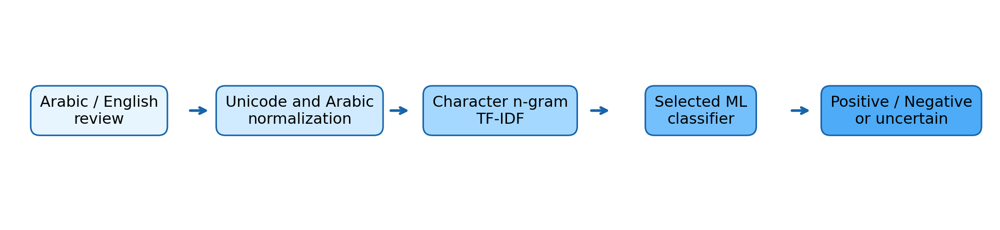 Arabic / English
review
Unicode and Arabic
normalization
Character n-gram
TF-IDF
Selected ML
classifier
Positive / Negative
or uncertain